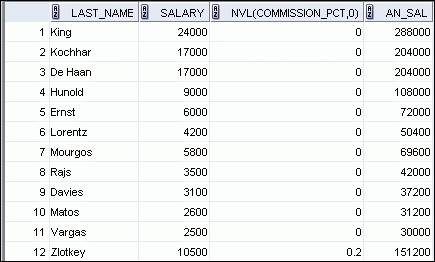 LAST_NAME SALARY NVL(COMMISSION_PCT,0) AN_SAL
1 King 24000 0 288000
2 Kochhar 17000 0 204000
3 De Haan 17000 0 204000
4 Hunold 9000 0 108000
5 Ernst 6000 0 72000
6 Lorentz 4200 0 50400
7 Mourgos 5800 0 69600
8 Rajs 3500 0 42000
9 Davies 3100 0 37200
10 Matos 2600 0 31200
11 Vargas 2500 0 30000
12 Zlotkey 10500 0.2 151200